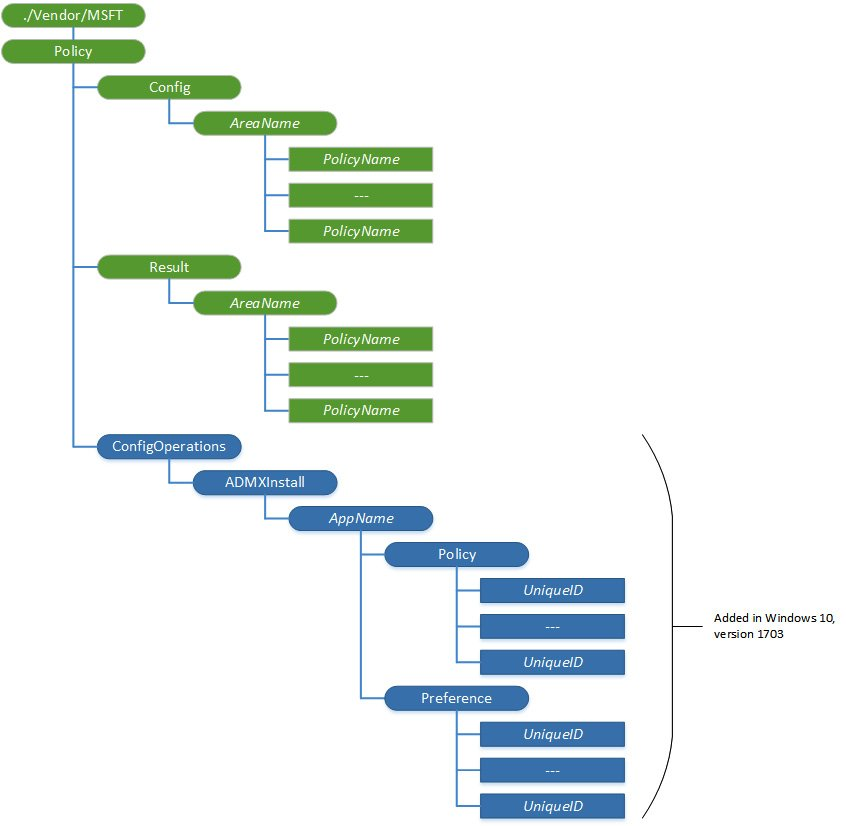 ./Vendor/MSFT
Policy
Config
AreaName
PolicyName
---
PolicyName
Result
AreaName
PolicyName
---
PolicyName
ConfigOperations
ADMXInstall
AppName
Policy
UniqueID
---
UniqueID
Preference
UniqueID
---
UniqueID
Added in Windows 10,
version 1703